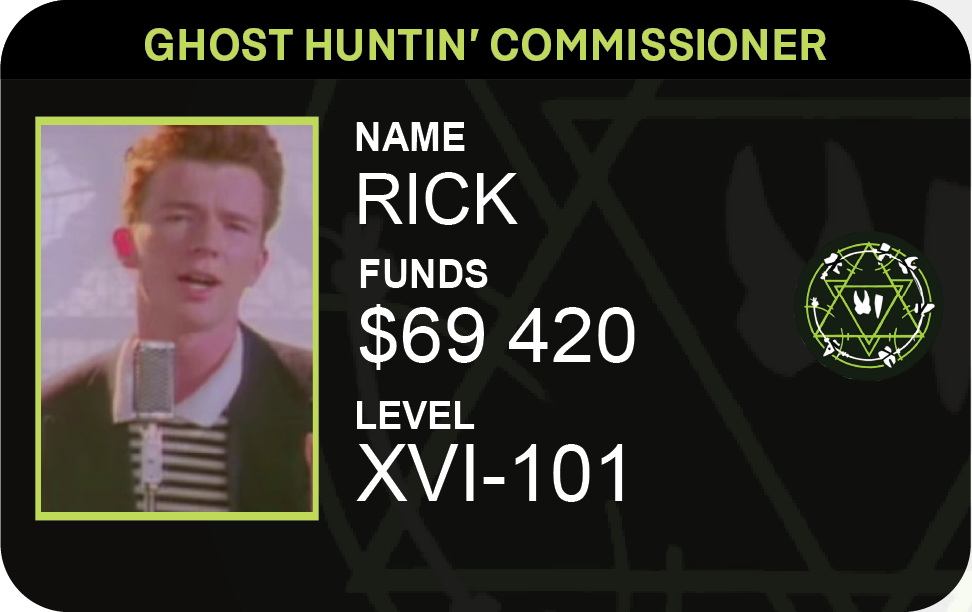 GHOST HUNTIN’ COMMISSIONER
NAME
RICK
FUNDS
$69 420
LEVEL
XVI-101